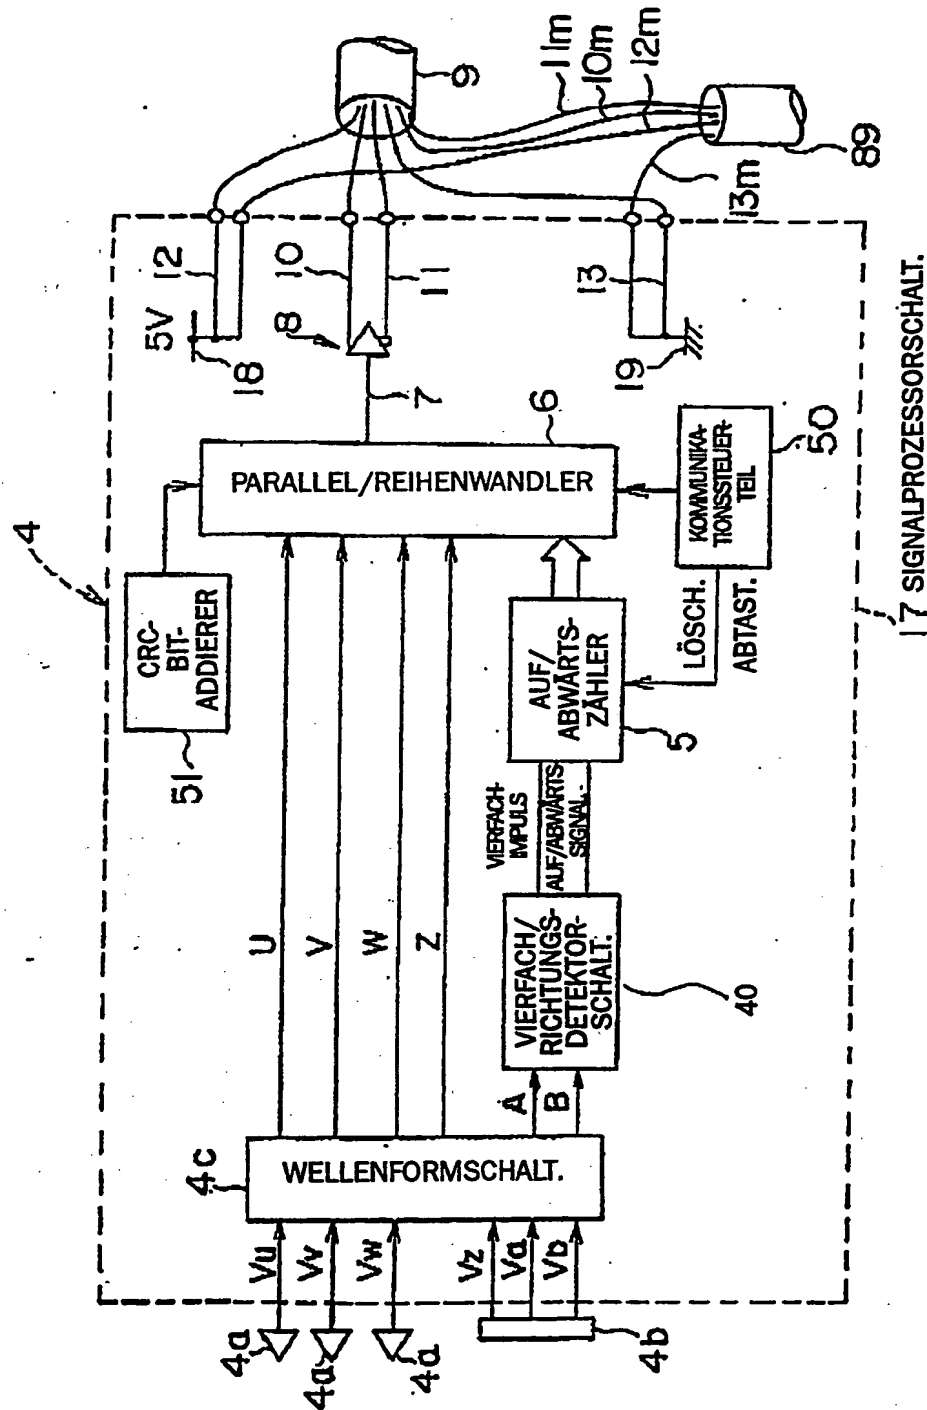 4
CRC-
BIT-
ADDIERER
51
5V
18
12
8
10
11
13
19
7
9
11m
10m
12m
13m
89
PARALLEL/REIHENWANDLER
6
KOMMUNIKA-
TIONSSTEUER-
TEIL
50
LÖSCH.
ABTAST.
AUF/
ABWÄRTS-
ZÄHLER
5
VIERFACH-
IMPULS
AUF/ABWÄRTS-
SIGNAL
VIERFACH/
RICHTUNGS-
DETEKTOR-
SCHALT.
40
U
V
W
Z
A
B
4c
WELLENFORMSCHALT.
Vu
Vv
Vw
Vz
Va
Vb
4a
4a
4a
4b
17 SIGNALPROZESSORSCHALT.